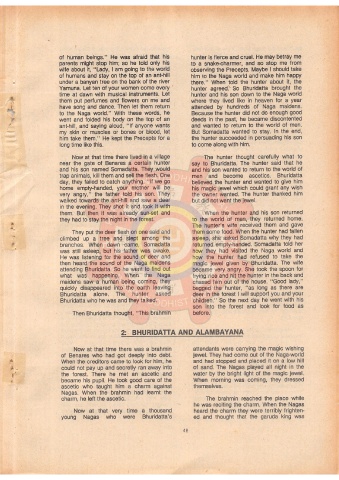 of human beings." He was afraid that his
parents might stop him; so he told only his
wife about it, "Lady, I am going to the world
of humans and stay on the top of an ant-hill
under a banyan tree on the bank of the river
Yamuna. Let ten of your women come every
time at dawn with musical instruments. Let
them put perfumes and flowers on me and
have song and dance. Then let them return
to the Naga world." With these words, he
went and folded his body on the top of an
ant-hill, and saying aloud, "if anyone wants
my skin or muscles or bones or blood, let
him take them." He kept the Precepts for a
long time like this.
Now at that time there lived in a village
near the gate of Benares a certain hunter
and his son named Somadatta. They would
trap animals, kill them and sell the flesh. One
day, they failed to catch anything. "If we go
home empty-handed, your mother will be
very angry," the father told his son. They
walked towards the ant-hill and saw a deer
in the evening. They shot it and took it with
them. But then it was already sunset and
they had to stay in the forest.
They put the deer flesh on one side and
climbed up a tree and slept among the
branches. When dawn came, Somadatta
was still asleep, but his father was awake.
He was listening for the sound of deer and
then heard the sound of the Naga maidens
attending Bhuridatta. So he went to find out
what was happening. When the Naga
maidens saw a human being coming, they
quickly disappeared into the earth leaving
Bhuridatta alone. The hunter asked
Bhuridatta who he was and they talked.
Then Bhuridatta thought, "This brahmin
hunter is fierce and cruel. He may betray me
to a snake-charmer, and so stop me from
observing the Precepts. Maybe I should take
him to the Naga world and make him happy
there." When told the hunter about it, the
hunter agreed. So Bhuridatta brought the
hunter and his son down to the Naga world
where they lived like in heaven for a year
attended by hundreds of Naga maidens.
Because the hunter did not do enough good
deeds in the past, he became discontented
and wanted to return to the world of men.
But Somadatta wanted to stay. In the end,
the hunter succeeded in persuading his son
to come along with him.
The hunter thought carefully what to
say to Bhuridatta. The hunter said that he
and his son wanted to return to the world of
men and become ascetics. Bhuridatta
believed the hunter and wanted to give him
his magic jewel which could grant any wish
the owner wanted. The hunter thanked him
but did not want the jewel.
When the hunter and his son returned
to the world of men, they returned home.
The hunter's wife received them and gave
them some food. When the hunter had fallen
asleep, she asked Somadatta why they had
returned empty-handed. Somadatta told her
how they had visited the Naga world and
how the hunter had refused to take the
magic jewel given by Bhuridatta. The wife
became very angry. She took the spoon for
frying rice and hit the hunter in the back and
chased him out of the house. "Good lady,"
begged the hunter, "as long as there are
deer in the forest I will support you and your
children." So the next day he went with his
son into the forest and look for food as
before.
2: BHURIDATTA AND ALAMBAYANA
Now at that time there was a brahmin
of Benares who had got deeply into debt.
When the creditors came to look for him, he
could not pay up and secretly ran away into
the forest. There he met an ascetic and
became his pupil. He took good care of the
ascetic who taught him a charm against
Nagas. When the brahmin had learnt the
charm, he left the ascetic.
Now at that very time a thousand
young Nagas who were Bhuridatta's
attendants were carrying the magic wishing
jewel. They had come out of the Naga-world
and had stopped and placed it on a low hill
of sand. The Nagas played all night in the
water by the bright light of the magic jewel.
When morning was coming, they dressed
themselves.
The brahmin reached the place while
he was reciting the charm. When the Nagas
heard the charm they were terribly frighten-
ed and thought that the garuda king was